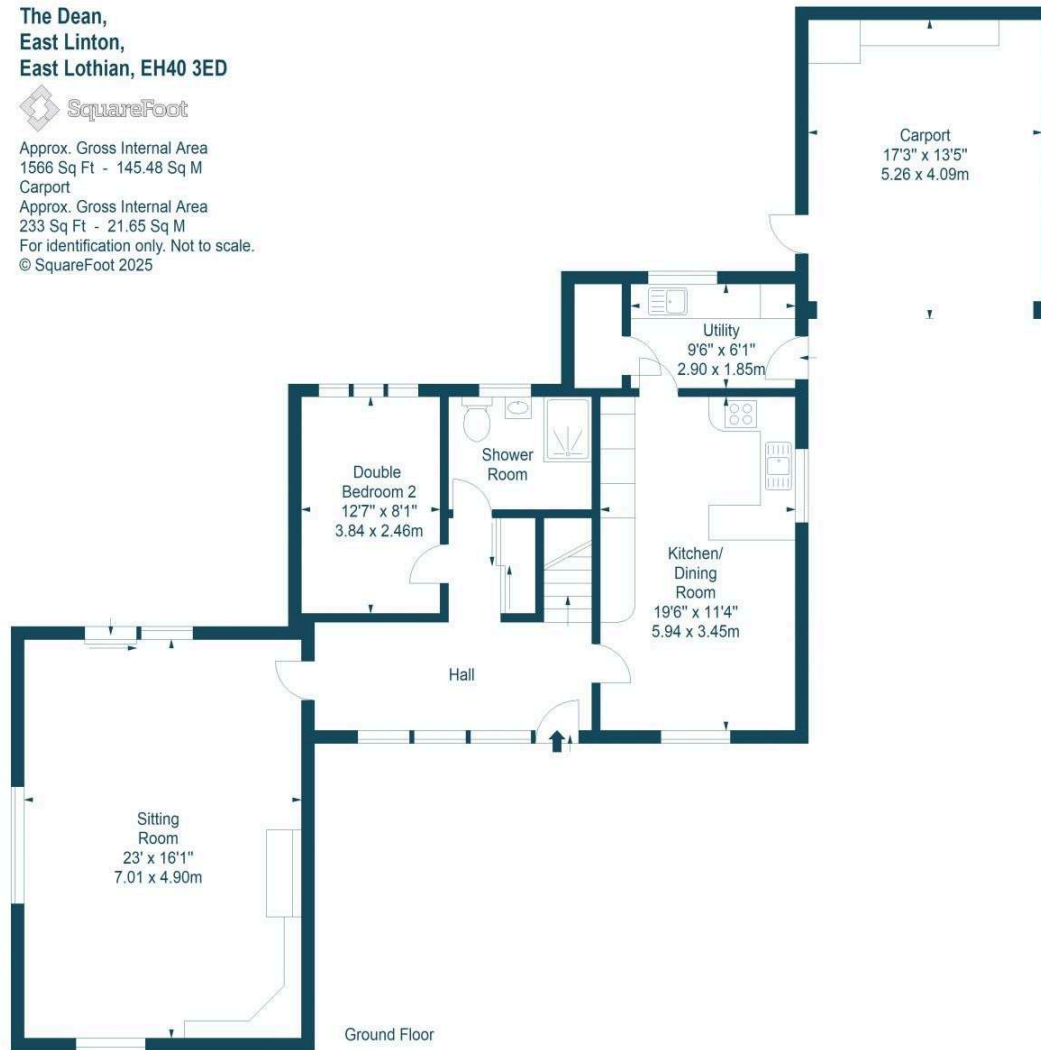 The Dean,
East Linton,
East Lothian, EH40 3ED
SquareFoot
Approx. Gross Internal Area
1566 Sq Ft - 145.48 Sq M
Carport
Approx. Gross Internal Area
233 Sq Ft - 21.65 Sq M
For identification only. Not to scale.
© SquareFoot 2025
Carport
17'3" x 13'5"
5.26 x 4.09m
Utility
9'6" x 6'1"
2.90 x 1.85m
Shower
Room
Double
Bedroom 2
12'7" x 8'1"
3.84 x 2.46m
Kitchen/
Dining
Room
19'6" x 11'4"
5.94 x 3.45m
Hall
Sitting
Room
23' x 16'1"
7.01 x 4.90m
Ground Floor